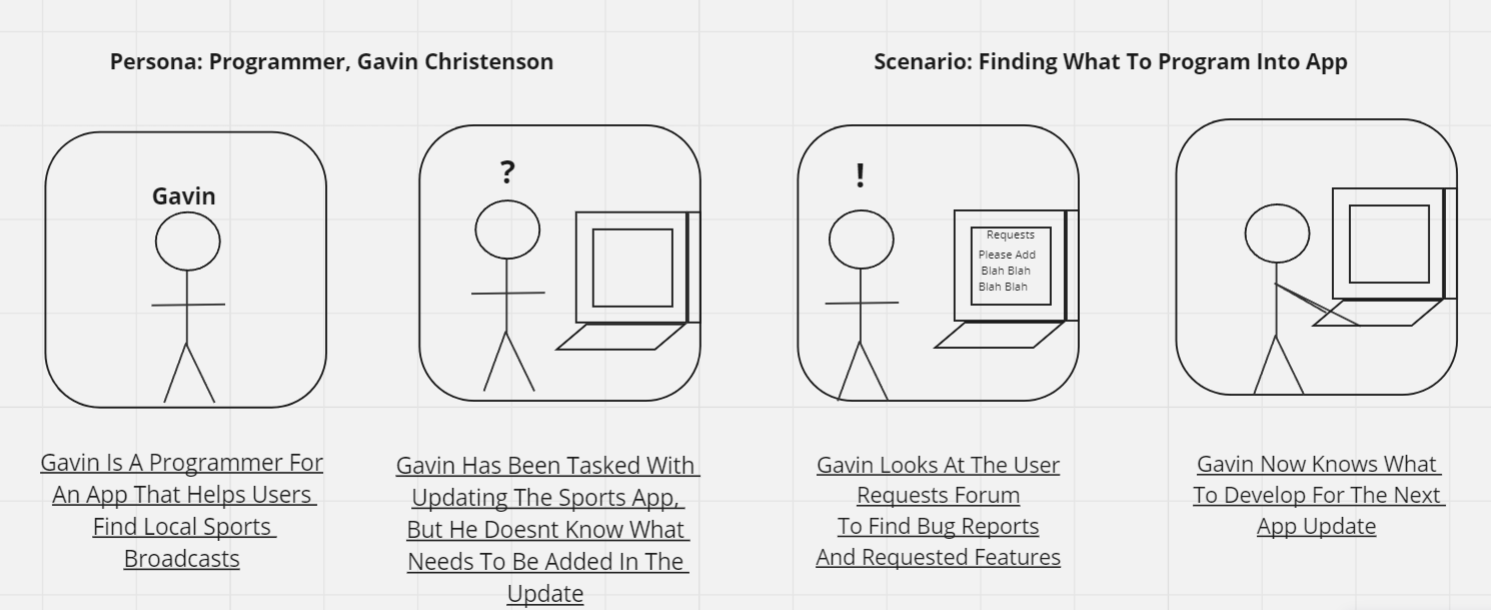 Persona: Programmer, Gavin Christenson
Scenario: Finding What To Program Into App
Gavin
?
!
Requests
Please Add
Blah Blah
Blah Blah
Gavin Is A Programmer For
An App That Helps Users
Find Local Sports
Broadcasts
Gavin Has Been Tasked With
Updating The Sports App,
But He Doesnt Know What
Needs To Be Added In The
Update
Gavin Looks At The User
Requests Forum
To Find Bug Reports
And Requested Features
Gavin Now Knows What
To Develop For The Next
App Update